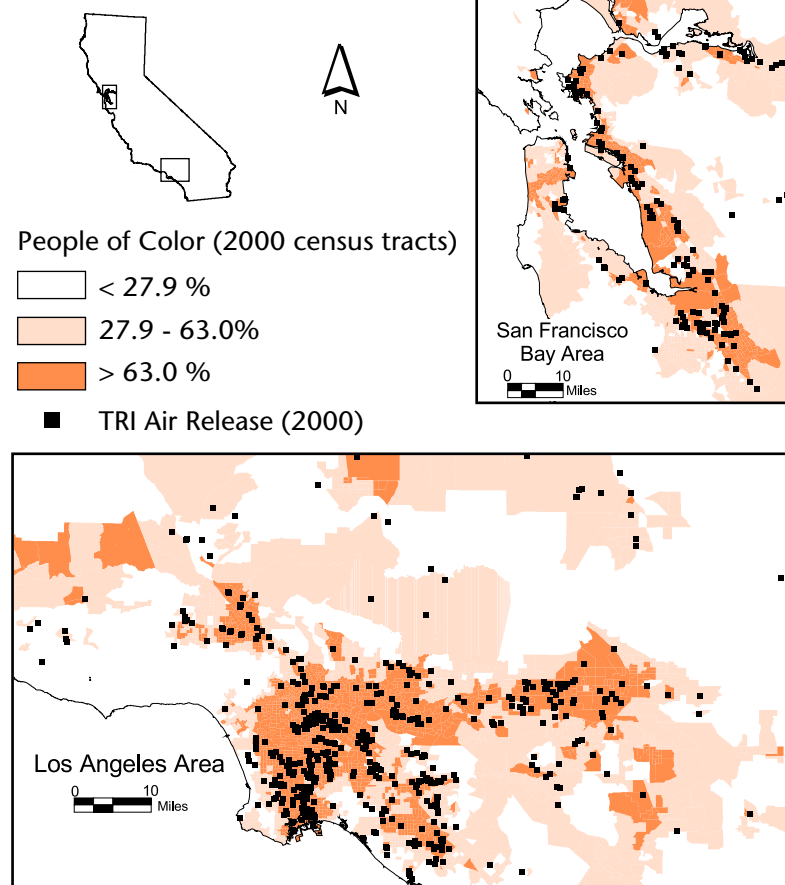 N
People of Color (2000 census tracts)
< 27.9 %
27.9 - 63.0%
> 63.0 %
TRI Air Release (2000)
San Francisco
Bay Area
0 10
Miles
Los Angeles Area
0 10
Miles